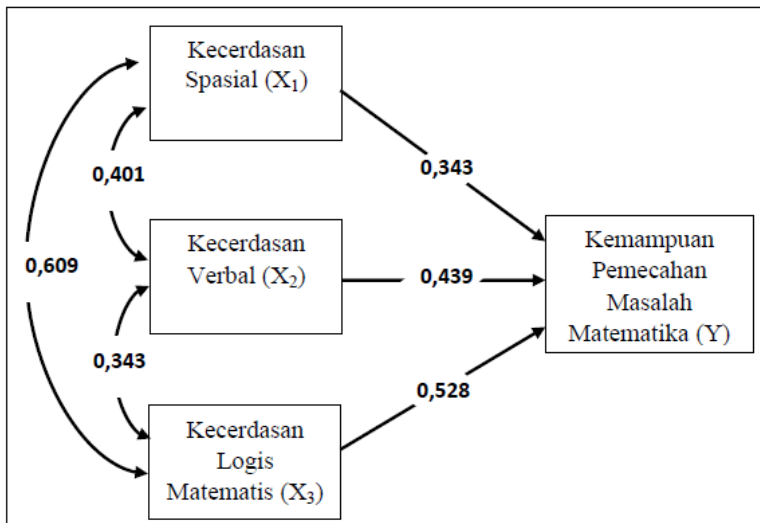 Kecerdasan
Spasial (X₁)
0,401
0,343
Kecerdasan
Verbal (X₂)
0,609
0,439
Kemampuan
Pemecahan
Masalah
Matematika (Y)
0,343
0,528
Kecerdasan
Logis
Matematis (X₃)